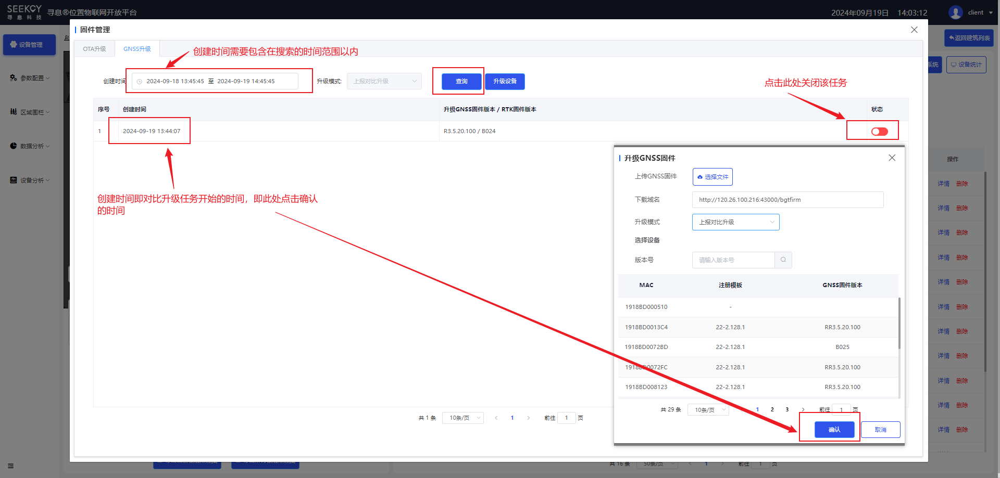 SEEKCY
寻息科技
寻息®位置物联网开放平台
2024年09月19日 14:03:12
client
固件管理
设备管理
返回建筑列表
OTA升级
GNSS升级
创建时间需要包含在搜索的时间范围以内
系统
设备统计
参数配置
创建时间
2024-09-18 13:45:45 至 2024-09-19 14:45:45
升级模式:
上报对比升级
查询
升级设备
点击此处关闭该任务
区域围栏
序号
创建时间
升级GNSS固件版本 / RTK固件版本
状态
1
2024-09-19 13:44:07
R3.5.20.100 / B024
数据分析
设备分析
操作
详情 删除
详情 删除
详情 删除
详情 删除
详情 删除
详情 删除
详情 删除
详情 删除
详情 删除
详情 删除
详情 删除
创建时间即对比升级任务开始的时间，即此处点击确认
的时间
升级GNSS固件
上传GNSS固件
选择文件
下载域名
http://120.26.100.216:43000/bgtfirm
升级模式
上报对比升级
选择设备
版本号
请输入版本号
MAC 注册模板 GNSS固件版本
1918BD000510 -
1918BD0013C4 22-2.128.1 RR3.5.20.100
1918BD0072BD 22-2.128.1 B025
1918BD0072FC 22-2.128.1 RR3.5.20.100
1918BD008123 22-2.128.1 RR3.5.20.100
共 29 条 10条/页 1 2 3 前往 1 页
确认
取消
共 1 条 10条/页 1 前往 1 页
共 16 条 50条/页 1 前往 1 页